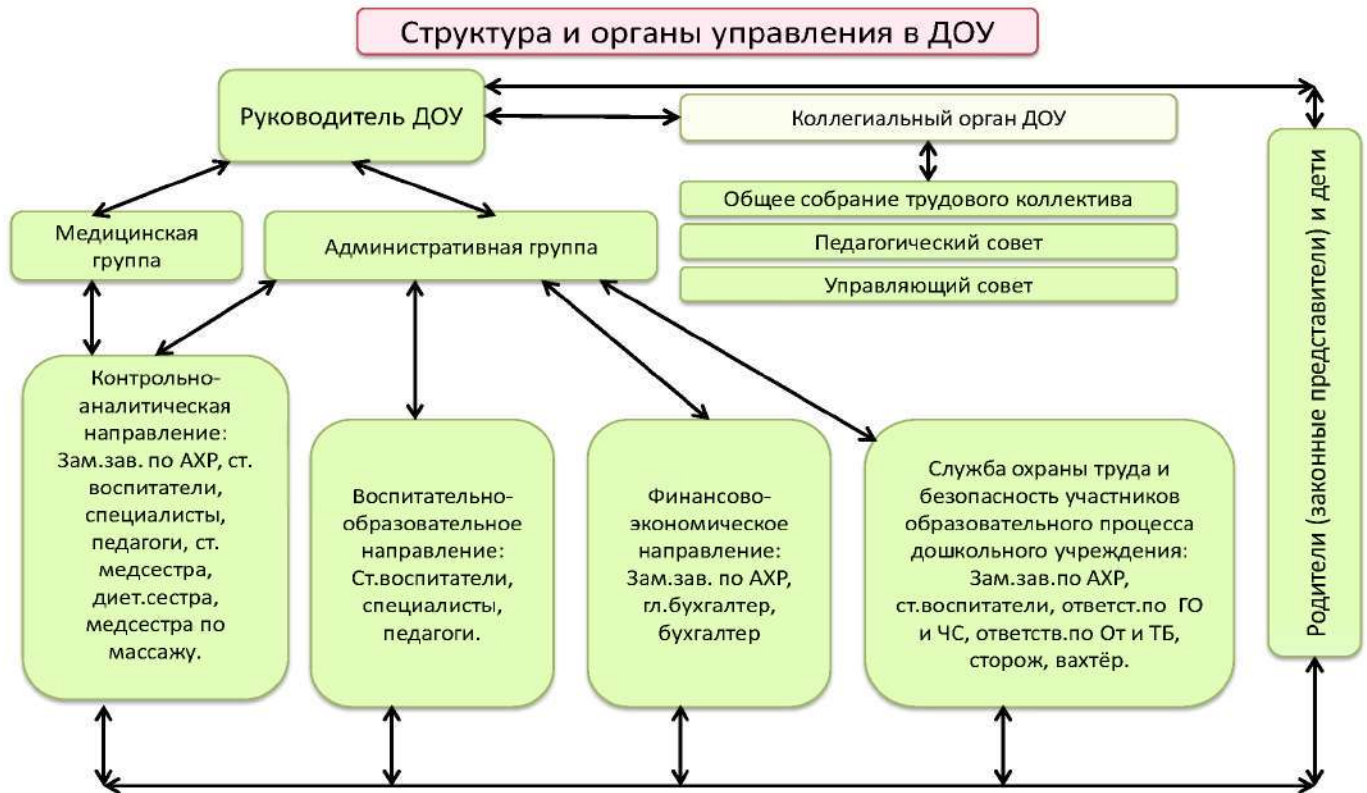 Структура и органы управления в ДОУ
Руководитель ДОУ
Коллегиальный орган ДОУ
Общее собрание трудового коллектива
Педагогический совет
Управляющий совет
Медицинская
группа
Административная группа
Контрольно-
аналитическая
направление:
Зам.зав. по АХР, ст.
воспитатели,
специалисты,
педагоги, ст.
медсестра,
диет.сестра,
медсестра по
массажу.
Воспитательно-
образовательное
направление:
Ст.воспитатели,
специалисты,
педагоги.
Финансово-
экономическое
направление:
Зам.зав. по АХР,
гл.бухгалтер,
бухгалтер
Служба охраны труда и
безопасность участников
образовательного процесса
дошкольного учреждения:
Зам.зав.по АХР,
ст.воспитатели, ответст.по ГО
и ЧС, ответств.по От и ТБ,
сторож, вахтёр.
Родители (законные представители) и дети